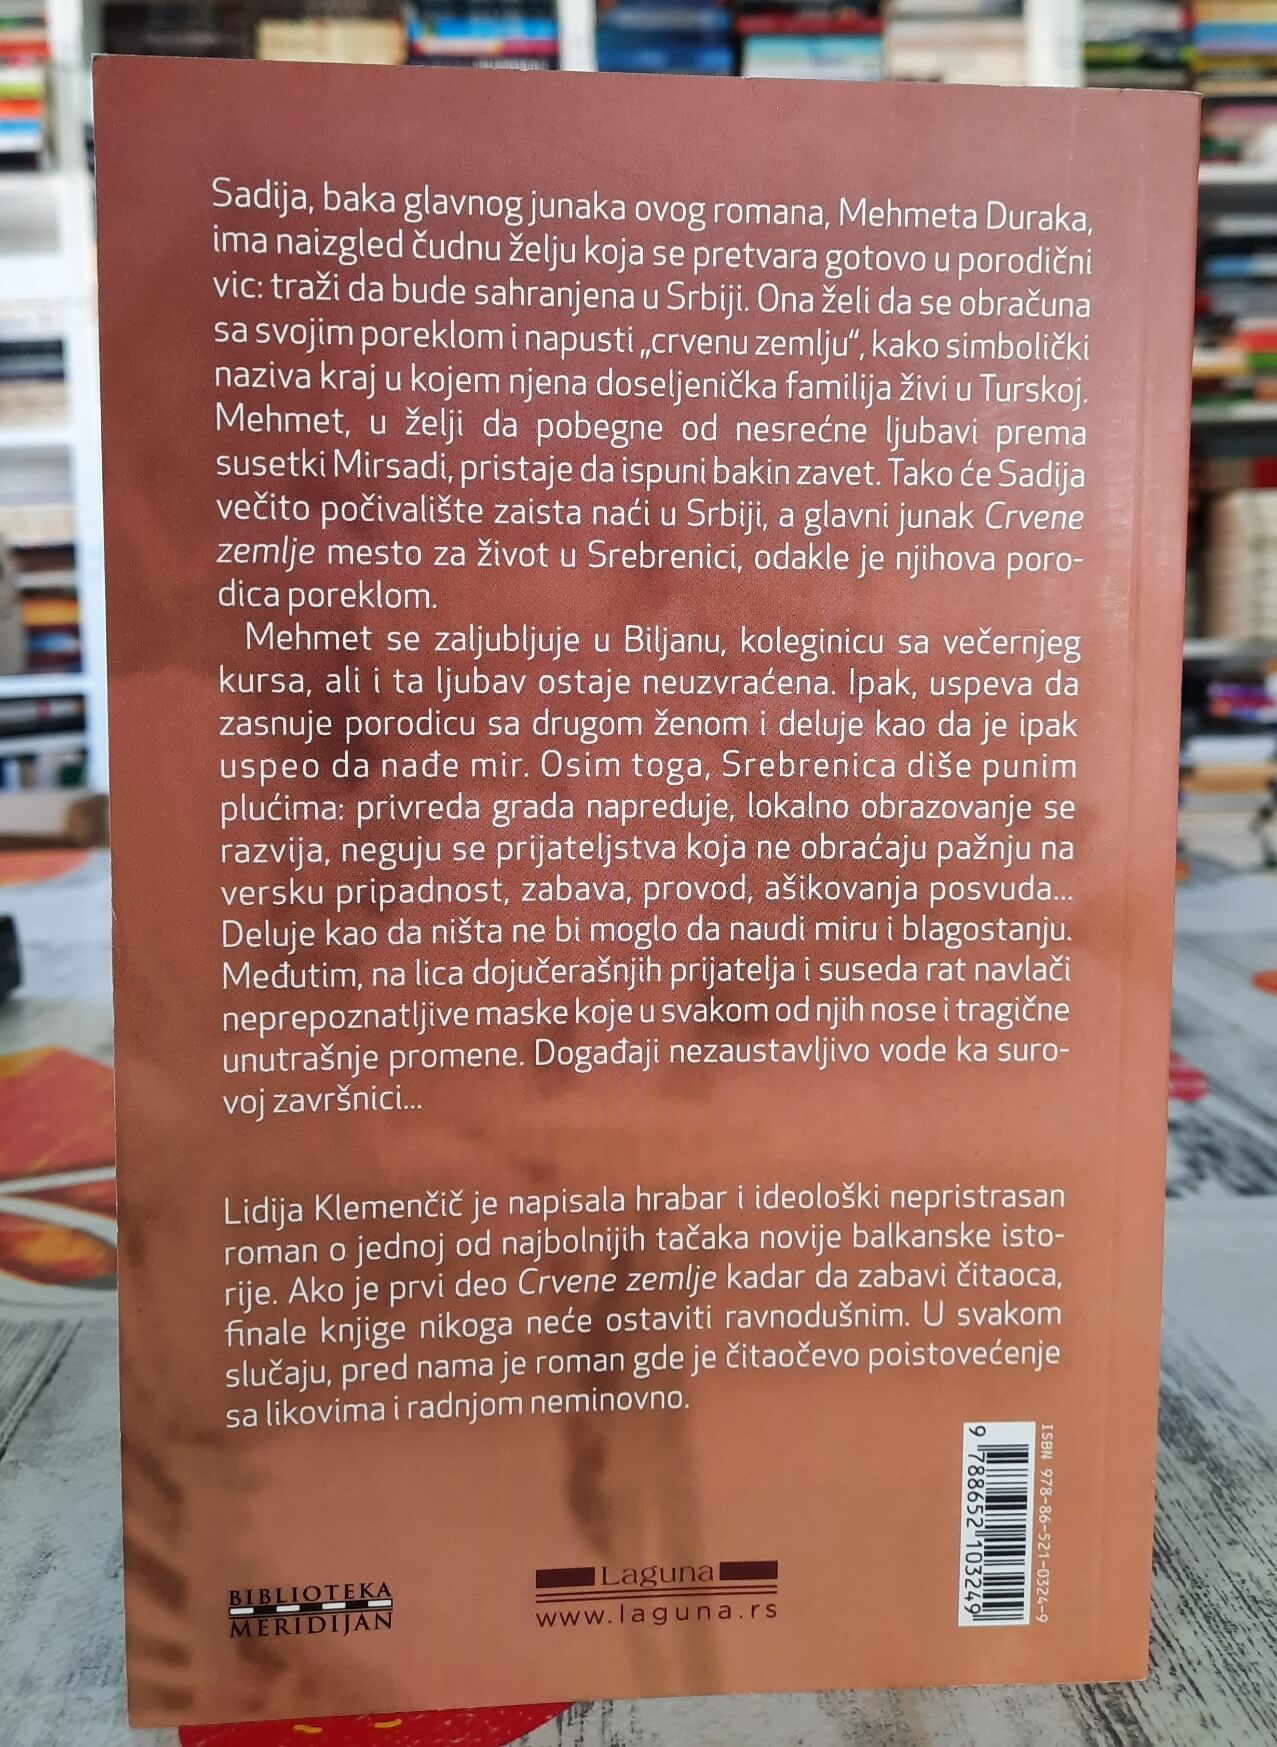 Sadija, baka glavnog junaka ovog romana, Mehmeta Duraka,
ima naizgled čudnu želju koja se pretvara gotovo u porodični
vic: traži da bude sahranjena u Srbiji. Ona želi da se obračuna
sa svojim poreklom i napusti „crvenu zemlju“, kako simbolički
naziva kraj u kojem njena doseljenička familija živi u Turskoj.
Mehmet, u želji da pobegne od nesrećne ljubavi prema
susetki Mirsadi, pristaje da ispuni bakin zavet. Tako će Sadija
večito počivalište zaista naći u Srbiji, a glavni junak Crvene
zemlje mesto za život u Srebrenici, odakle je njihova poro-
dica poreklom.
Mehmet se zaljubljuje u Biljanu, koleginicu sa večernjeg
kursa, ali i ta ljubav ostaje neuzvraćena. Ipak, uspeva da
zasnuje porodicu sa drugom ženom i deluje kao da je ipak
uspeo da nađe mir. Osim toga, Srebrenica diše punim
plućima: privreda grada napreduje, lokalno obrazovanje se
razvija, neguju se prijateljstva koja ne obraćaju pažnju na
versku pripadnost, zabava, provod, ašikovanja posvuda...
Deluje kao da ništa ne bi moglo da naudi miru i blagostanju.
Međutim, na lica dojučerašnjih prijatelja i suseda rat navlači
neprepoznatljive maske koje u svakom od njih nose i tragične
unutrašnje promene. Događaji nezaustavljivo vode ka suro-
voj završnici...
Lidija Klemenčič je napisala hrabar i ideološki nepristrasan
roman o jednoj od najbolnijih tačaka novije balkanske isto-
rije. Ako je prvi deo Crvene zemlje kadar da zabavi čitaoca,
finale knjige nikoga neće ostaviti ravnodušnim. U svakom
slučaju, pred nama je roman gde je čitaočevo poistovećenje
sa likovima i radnjom neminovno.
ISBN 978-86-521-0324-9
9 788652 103249
BIBLIOTEKA
MERIDIJAN
Laguna
www.laguna.rs